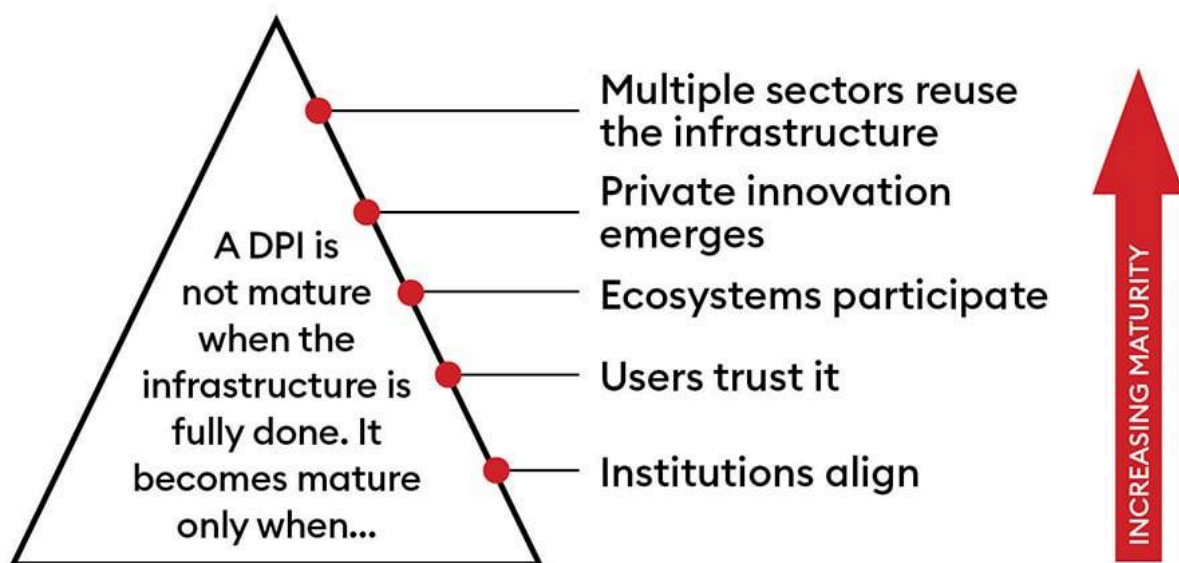 Multiple sectors reuse
the infrastructure
Private innovation
emerges
A DPI is
not mature
when the
infrastructure is
fully done. It
becomes mature
only when...
Ecosystems participate
Users trust it
Institutions align
INCREASING MATURITY